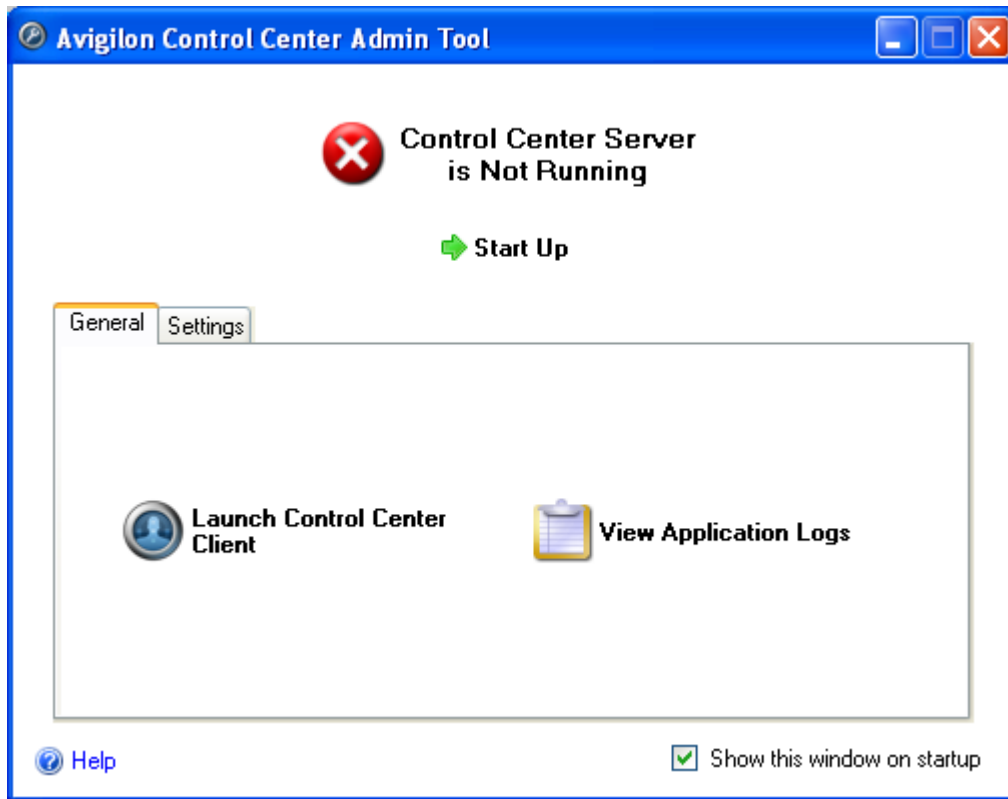 Avigilon Control Center Admin Tool
Control Center Server
is Not Running
Start Up
General
Settings
Launch Control Center
Client
View Application Logs
Help
Show this window on startup